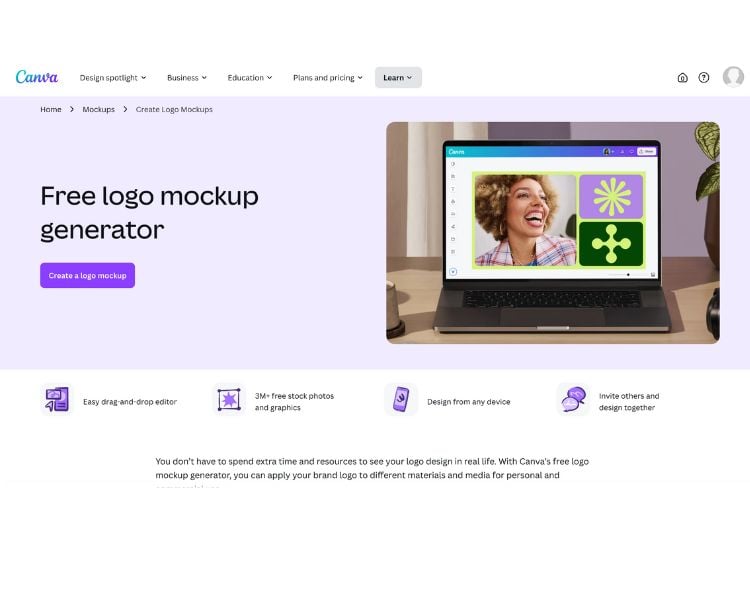 Canva
Design spotlight
Business
Education
Plans and pricing
Learn
Home
Mockups
Create Logo Mockups
Free logo mockup
generator
Create a logo mockup
Canva
Share
Easy drag-and-drop editor
3M+ free stock photos
and graphics
Design from any device
Invite others and
design together
You don't have to spend extra time and resources to see your logo design in real life. With Canva's free logo
mockup generator, you can apply your brand logo to different materials and media for personal and